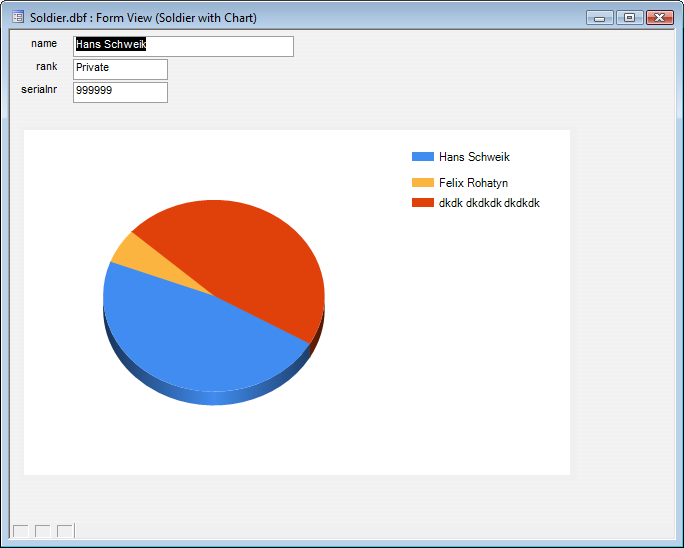 Soldier.dbf : Form View (Soldier with Chart)
name Hans Schweik
rank Private
serialnr 999999
Hans Schweik
Felix Rohatyn
dkdk dkdkdk dkdkdk